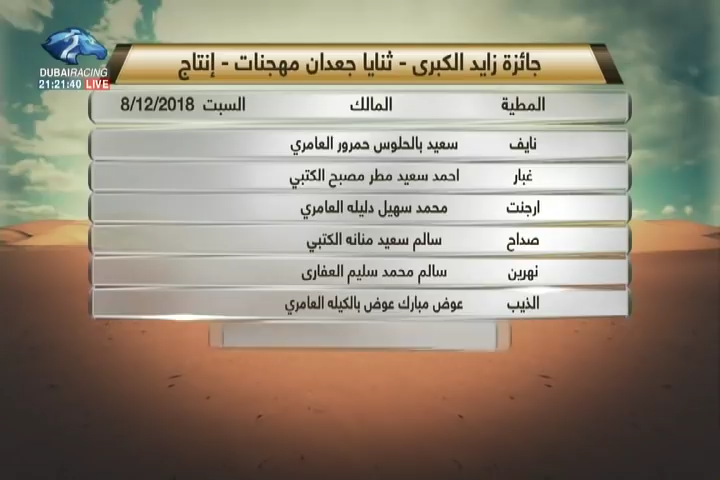 DUBAI RACING
21:21:40 LIVE
جائزة زايد الكبرى - ثنايا جعدان مهجنات - إنتاج
المطية المالك السبت 8/12/2018
نايف سعيد بالحلوس حمرور العامري
غبار احمد سعيد مطر مصبح الكتبي
ارجنت محمد سهيل دليله العامري
صداح سالم سعيد منانه الكتبي
نهرين سالم محمد سليم العفارى
الذيب عوض مبارك عوض بالكيله العامري